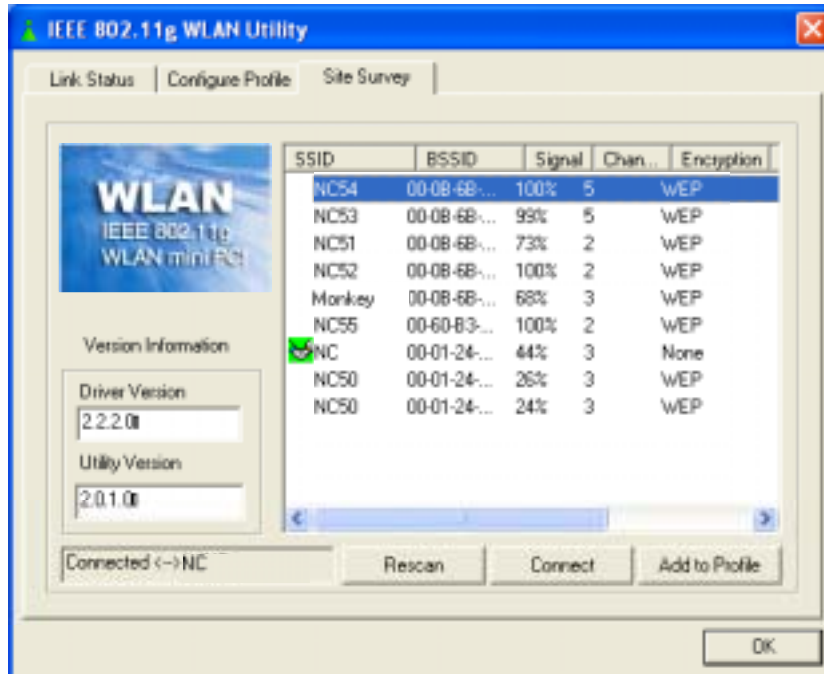 IEEE 802.11g WLAN Utility
Link Status Configure Profile Site Survey
SSID BSSID Signal Chan... Encryption
NC54 00-0B-6B-... 100% 5 WEP
NC53 00-0B-6B-... 99% 5 WEP
NC51 00-0B-6B-... 73% 2 WEP
NC52 00-0B-6B-... 100% 2 WEP
Monkey 00-0B-6B-... 68% 3 WEP
NC55 00-60-B3-... 100% 2 WEP
NC 00-01-24-... 44% 3 None
NC50 00-01-24-... 26% 3 WEP
NC50 00-01-24-... 24% 3 WEP
WLAN
IEEE 802.11g
WLAN mini PCI
Version Information
Driver Version
2.2.2.0
Utility Version
2.0.1.0
Connected <-->NC
Rescan Connect Add to Profile
OK